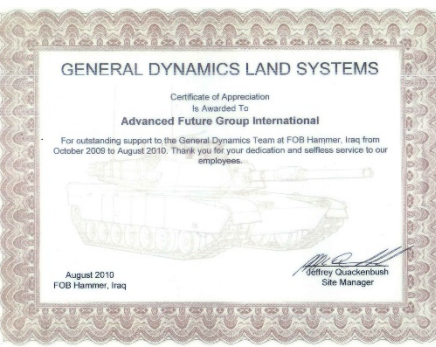 GENERAL DYNAMICS LAND SYSTEMS
Certificate of Appreciation
Is Awarded To
Advanced Future Group International
For outstanding support to the General Dynamics Team at FOB Hammer, Iraq from
October 2009 to August 2010. Thank you for your dedication and selfless service to our
employees.
August 2010
FOB Hammer, Iraq
Jeffrey Quackenbush
Site Manager